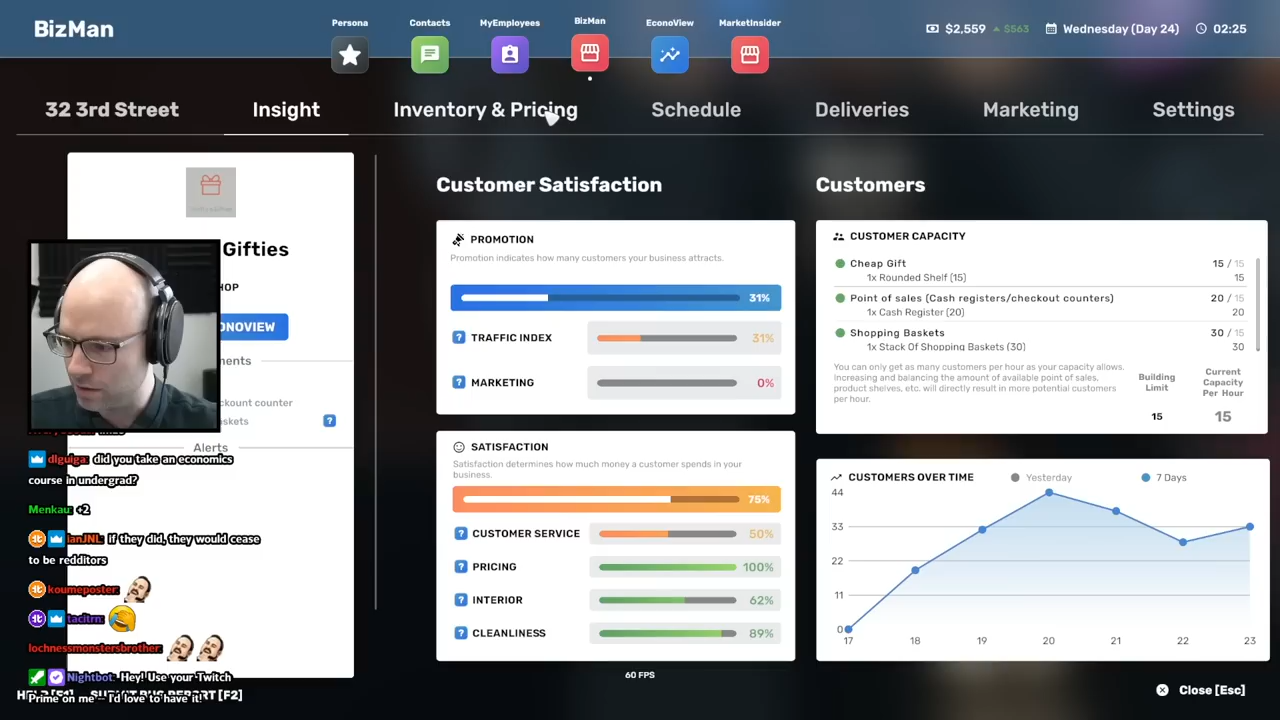 BizMan
Persona
Contacts
MyEmployees
BizMan
EconoView
MarketInsider
$2,559
$563
Wednesday (Day 24)
02:25
32 3rd Street
Insight
Inventory & Pricing
Schedule
Deliveries
Marketing
Settings
Gifties
HOP
ONOVIEW
ments
ckount counter
skets
?
Alerts
dlguiga: did you take an economics
course in undergrad?
Menkau: +2
ianJNL: if they did, they would cease
to be redditors
koumeposter:
tacitrn:
lochnessmonstersbrother:
Nightbot: Hey! Use your Twitch
Prime on me -- I'd love to have it!
[F2]
Customer Satisfaction
PROMOTION
Promotion indicates how many customers your business attracts.
31%
? TRAFFIC INDEX 31%
? MARKETING 0%
SATISFACTION
Satisfaction determines how much money a customer spends in your
business.
75%
? CUSTOMER SERVICE 50%
? PRICING 100%
? INTERIOR 62%
? CLEANLINESS 89%
60 FPS
Customers
CUSTOMER CAPACITY
Cheap Gift 15 / 15
1x Rounded Shelf (15) 15
Point of sales (Cash registers/checkout counters) 20 / 15
1x Cash Register (20) 20
Shopping Baskets 30 / 15
1x Stack Of Shopping Baskets (30) 30
You can only get as many customers per hour as your capacity allows.
Increasing and balancing the amount of available point of sales,
product shelves, etc. will directly result in more potential customers
per hour.
Building
Limit
15
Current
Capacity
Per Hour
15
CUSTOMERS OVER TIME
Yesterday
7 Days
44
33
22
11
0
17 18 19 20 21 22 23
Close [Esc]